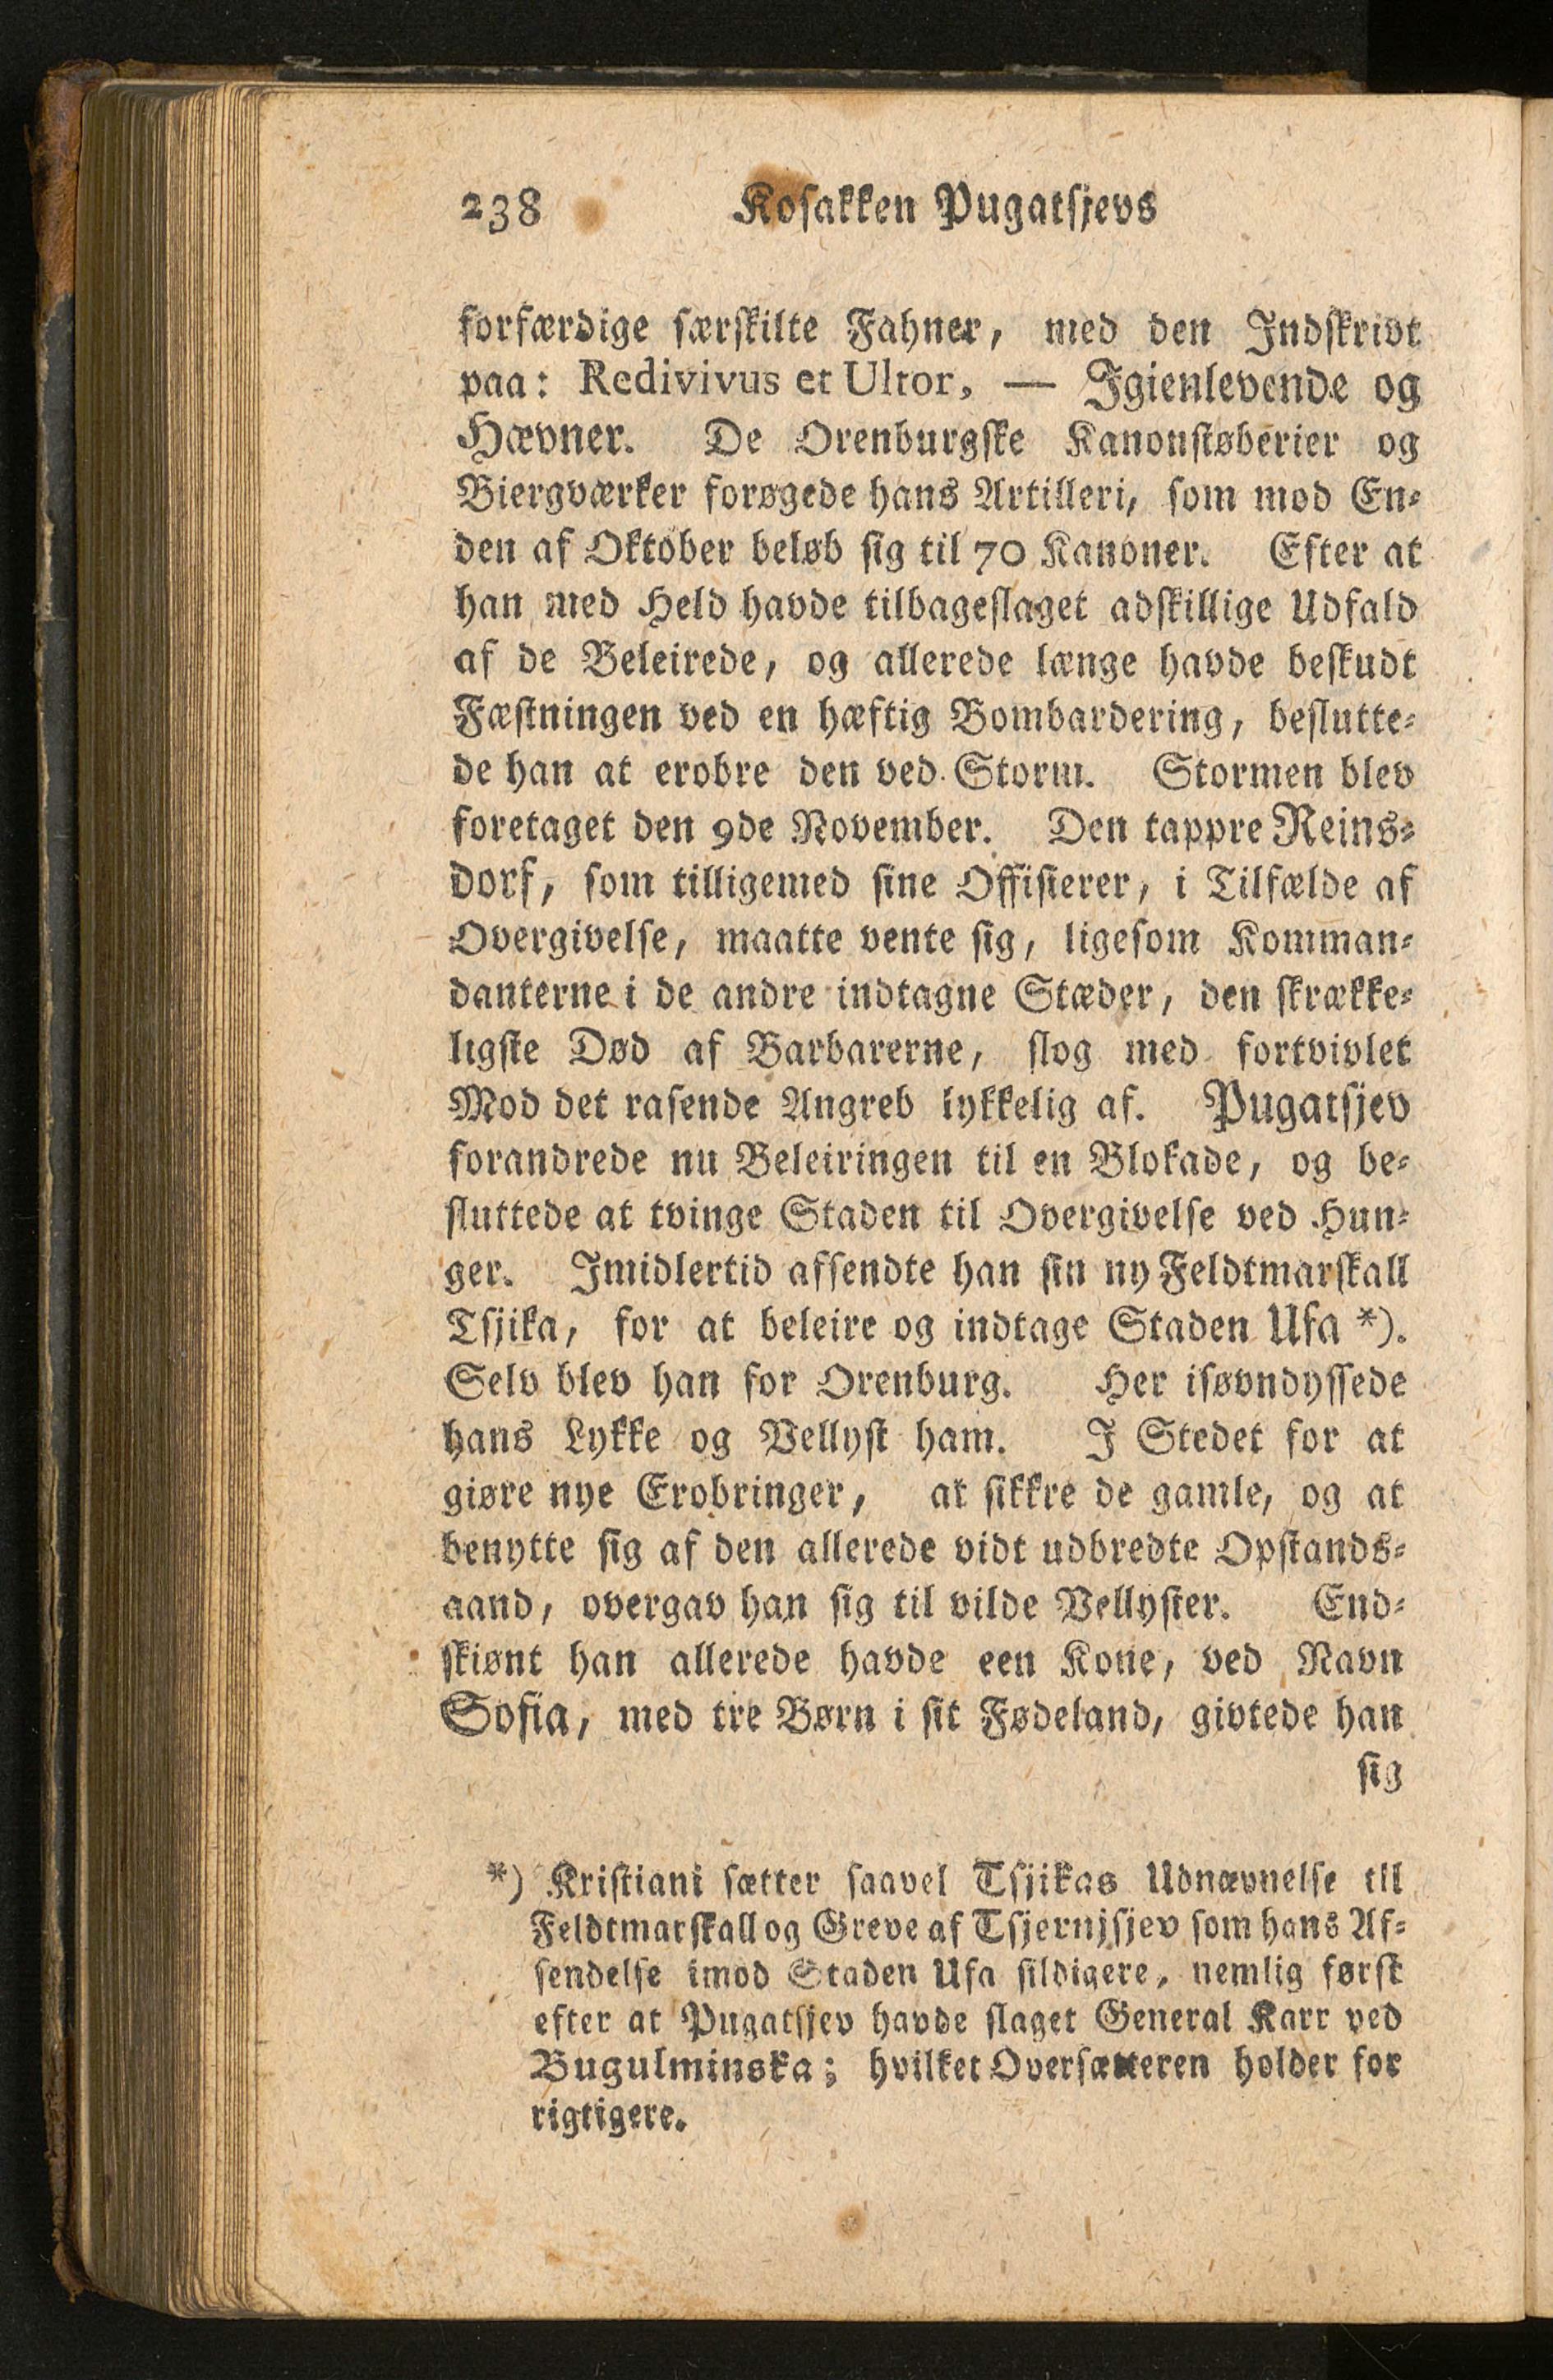 238 Kosakken Pugatsjevs
forfærdige særskilte Fahner, med den Indskrivt
paa: Redivivus et Ultor, — Igienlevende og
Hævner. De Orenburgske Kanonstøberier og
Biergværker forøgede hans Artilleri, som mod En-
den af Oktober beløb sig til 70 Kanoner. Efter at
han med Held havde tilbageslaget adskillige Udfald
af de Beleirede, og allerede længe havde beskudt
Fæstningen ved en hæftig Bombardering, beslutte-
de han at erobre den ved Storm. Stormen blev
foretaget den 9de November. Den tappre Reins-
dorf, som tilligemed sine Offisierer, i Tilfælde af
Overgivelse, maatte vente sig, ligesom Komman-
danterne i de andre indtagne Stæder, den skrække-
ligste Død af Barbarerne, slog med fortvivlet
Mod det rasende Angreb lykkelig af. Pugatsjev
forandrede nu Beleiringen til en Blokade, og be-
sluttede at tvinge Staden til Overgivelse ved Hun-
ger. Imidlertid afsendte han sin ny Feldtmarskall
Tsjika, for at beleire og indtage Staden Ufa *).
Selv blev han for Orenburg. Her isøvndyssede
hans Lykke og Vellyst ham. I Stedet for at
giøre nye Erobringer, at sikkre de gamle, og at
benytte sig af den allerede vidt udbredte Opstands-
aand, overgav han sig til vilde Vellyster. End-
skiønt han allerede havde een Kone, ved Navn
Sofia, med tre Børn i sit Fødeland, givtede han
sig
*) Kristiani sætter saavel Tsjikas Udnævnelse til
Feldtmarskall og Greve af Tsjernjsjev som hans Af-
sendelse imod Staden Ufa sildigere, nemlig først
efter at Pugatsjev havde slaget General Karr ved
Bugulminska; hvilket Oversætteren holder for
rigtigere.